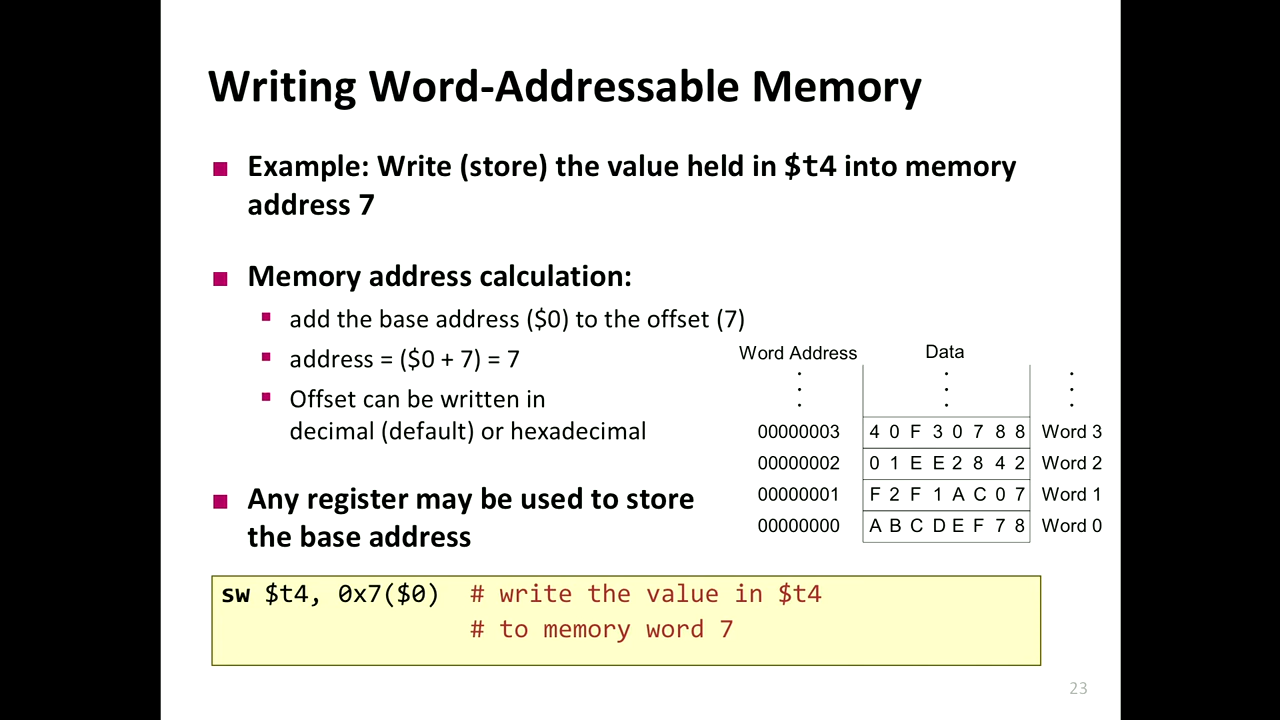 Writing Word-Addressable Memory
Example: Write (store) the value held in $t4 into memory
address 7
Memory address calculation:
add the base address ($0) to the offset (7)
address = ($0 + 7) = 7
Offset can be written in
decimal (default) or hexadecimal
Any register may be used to store
the base address
Word Address Data
00000003 4 0 F 3 0 7 8 8 Word 3
00000002 0 1 E E 2 8 4 2 Word 2
00000001 F 2 F 1 A C 0 7 Word 1
00000000 A B C D E F 7 8 Word 0
sw $t4, 0x7($0) # write the value in $t4
# to memory word 7
23